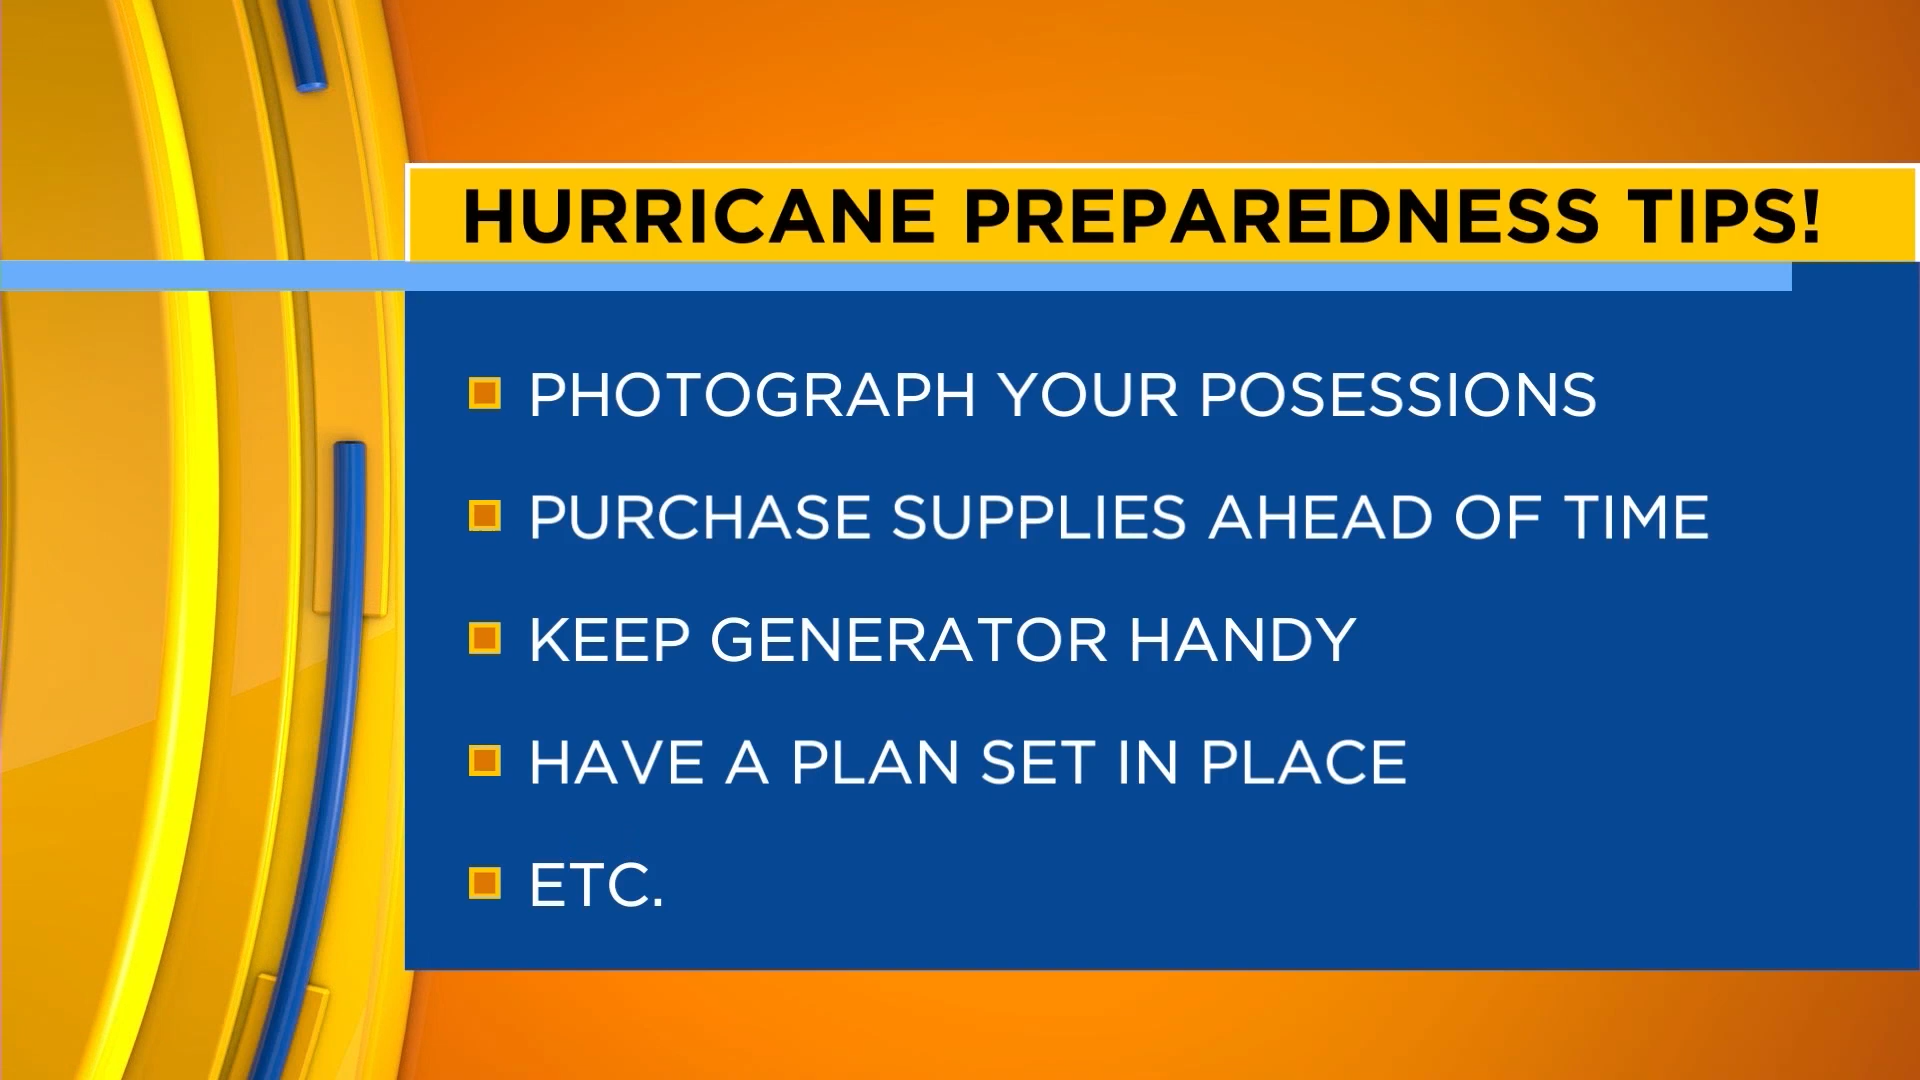 HURRICANE PREPAREDNESS TIPS!
PHOTOGRAPH YOUR POSESSIONS
PURCHASE SUPPLIES AHEAD OF TIME
KEEP GENERATOR HANDY
HAVE A PLAN SET IN PLACE
ETC.